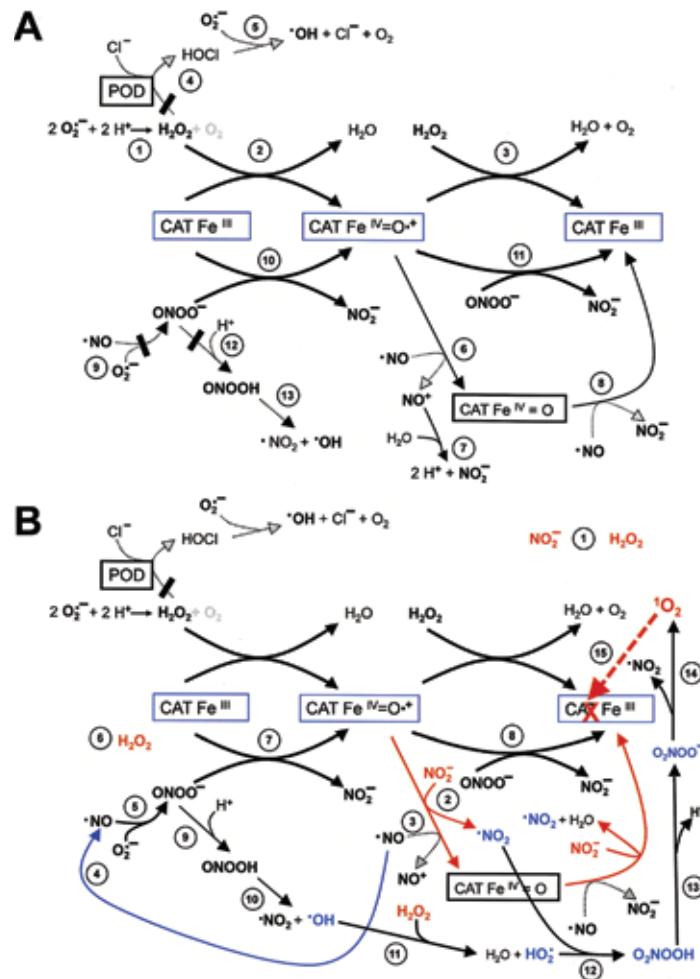 A
O₂•⁻ ⑤ •OH + Cl⁻ + O₂
Cl⁻ HOCl
④
POD
2 O₂•⁻ + 2 H⁺ → H₂O₂ + O₂ H₂O H₂O₂ H₂O + O₂
① ② ③
CAT Fe III CAT Fe IV=O•+ CAT Fe III
⑩ ⑪
ONOO⁻ NO₂⁻ ONOO⁻ NO₂⁻
•NO H⁺
⑨ O₂•⁻ ⑫ •NO ⑥
ONOOH NO⁺ CAT Fe IV = O ⑧
⑬ H₂O ⑦ •NO NO₂⁻
•NO₂ + •OH 2 H⁺ + NO₂⁻
B
O₂•⁻ •OH + Cl⁻ + O₂
Cl⁻ HOCl NO₂⁻ ① H₂O₂
POD
2 O₂•⁻ + 2 H⁺ → H₂O₂ + O₂ H₂O H₂O₂ H₂O + O₂ ¹O₂
⑮ •NO₂ ⑭
CAT Fe III CAT Fe IV=O•+ CAT Fe III
X
⑥ H₂O₂ ⑦ ⑧ O₂NOO⁻
ONOO⁻ NO₂⁻ NO₂⁻ ONOO⁻ NO₂⁻
⑤ ②
•NO O₂•⁻ ⑨ H⁺ •NO ③ •NO₂ •NO₂ + H₂O
NO₂⁻
④ ONOOH NO⁺ CAT Fe IV = O ⑬
⑩ •NO NO₂⁻
•NO₂ + •OH H₂O₂
⑪ H₂O + HO₂• ⑫ O₂NOOH